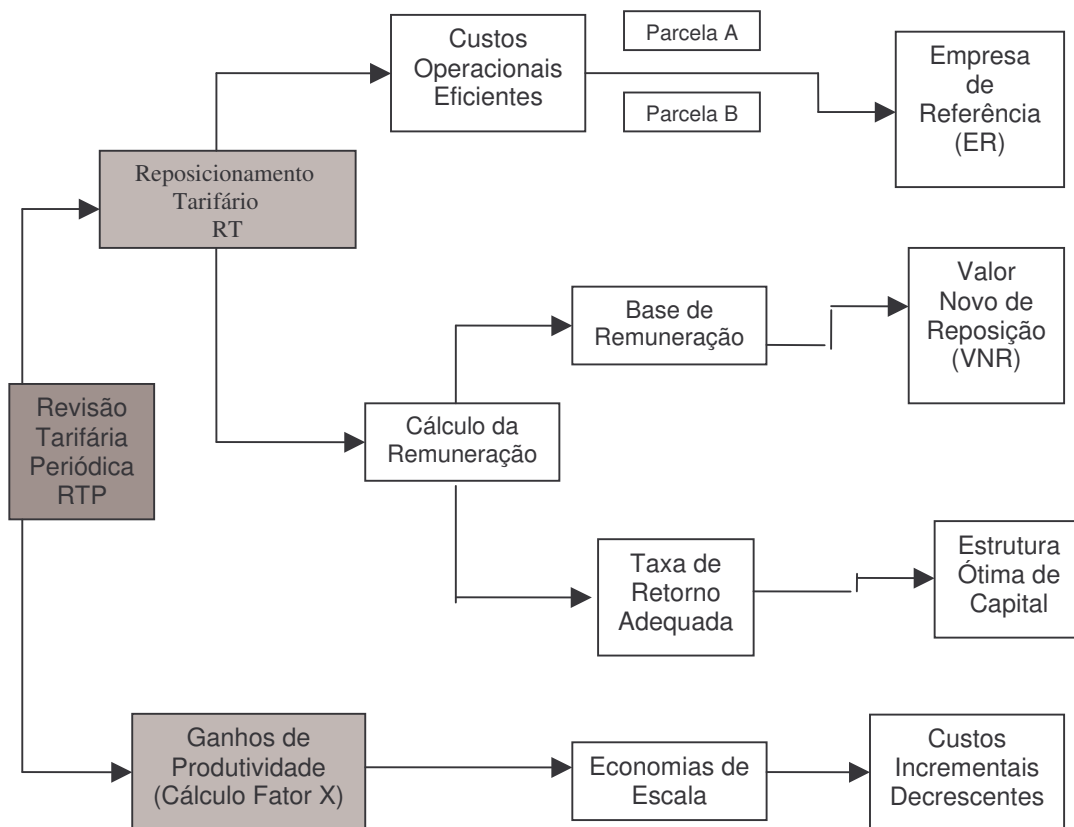 Custos
Operacionais
Eficientes
Parcela A
Parcela B
Empresa
de
Referência
(ER)
Reposicionamento
Tarifário
RT
Base de
Remuneração
Valor
Novo de
Reposição
(VNR)
Revisão
Tarifária
Periódica
RTP
Cálculo da
Remuneração
Taxa de
Retorno
Adequada
Estrutura
Ótima de
Capital
Ganhos de
Produtividade
(Cálculo Fator X)
Economias de
Escala
Custos
Incrementais
Decrescentes